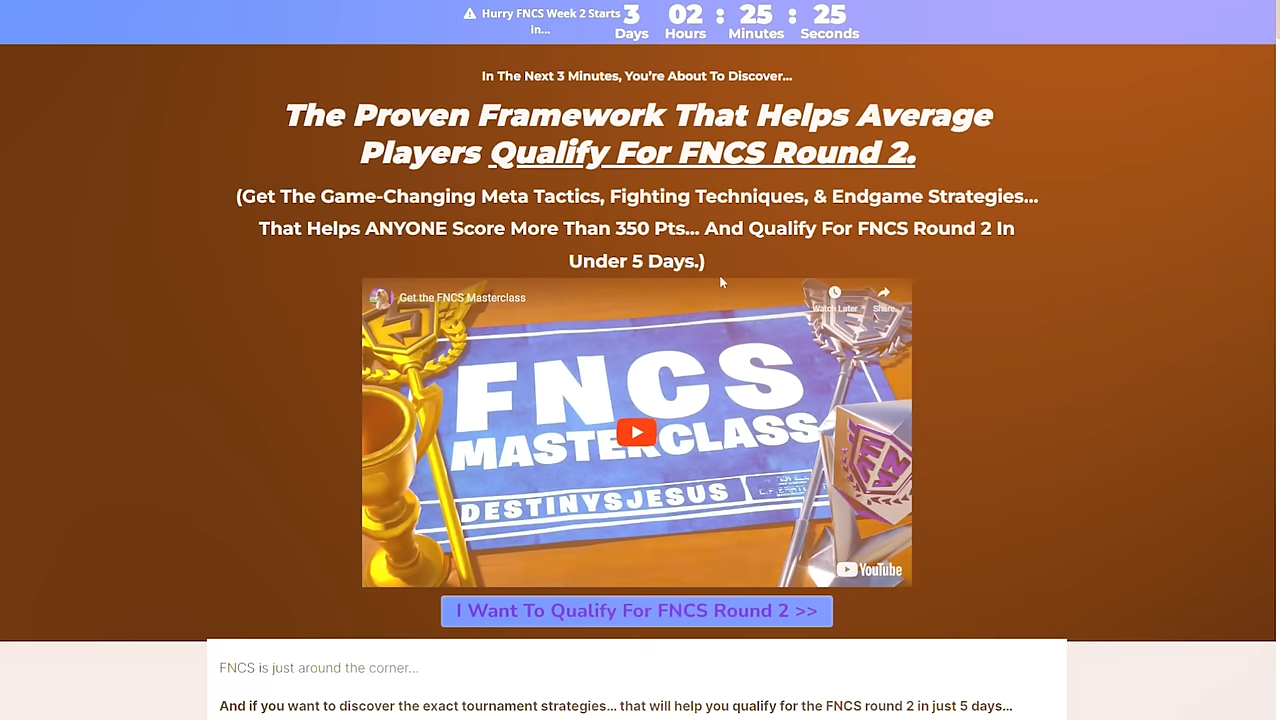 Hurry FNCS Week 2 Starts
in...
3 : 02 : 25 : 25
Days Hours Minutes Seconds
In The Next 3 Minutes, You're About To Discover...
The Proven Framework That Helps Average
Players Qualify For FNCS Round 2.
(Get The Game-Changing Meta Tactics, Fighting Techniques, & Endgame Strategies...
That Helps ANYONE Score More Than 350 Pts... And Qualify For FNCS Round 2 In
Under 5 Days.)
Get the FNCS Masterclass
Watch Later Share
FNCS
MASTERCLASS
DESTINYSJESUS
YouTube
I Want To Qualify For FNCS Round 2 >>
FNCS is just around the corner...
And if you want to discover the exact tournament strategies... that will help you qualify for the FNCS round 2 in just 5 days...